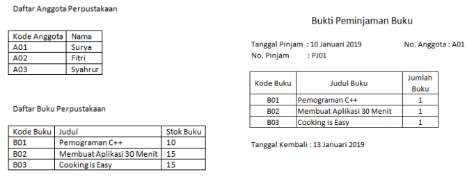 Daftar Anggota Perpustakaan
Kode Anggota Nama
A01 Surya
A02 Fitri
A03 Syahrur
Daftar Buku Perpustakaan
Kode Buku Judul Stok Buku
B01 Pemograman C++ 10
B02 Membuat Aplikasi 30 Menit 15
B03 Cooking is Easy 15
Bukti Peminjaman Buku
Tanggal Pinjam : 10 Januari 2019 No. Anggota : A01
No. Pinjam : PJ01
Kode Buku Judul Buku Jumlah Buku
B01 Pemograman C++ 1
B02 Membuat Aplikasi 30 Menit 1
B03 Cooking is Easy 1
Tanggal Kembali : 13 Januari 2019